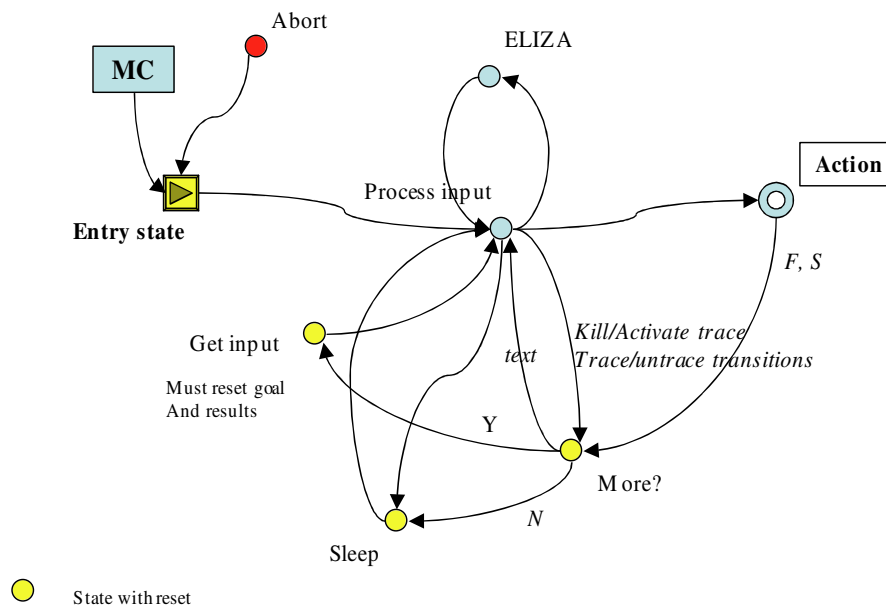 Abort
ELIZA
MC
Action
Process input
Entry state
F, S
Kill/Activate trace
Trace/untrace transitions
Get input
text
Must reset goal
And results
Y
More?
N
Sleep
State with reset